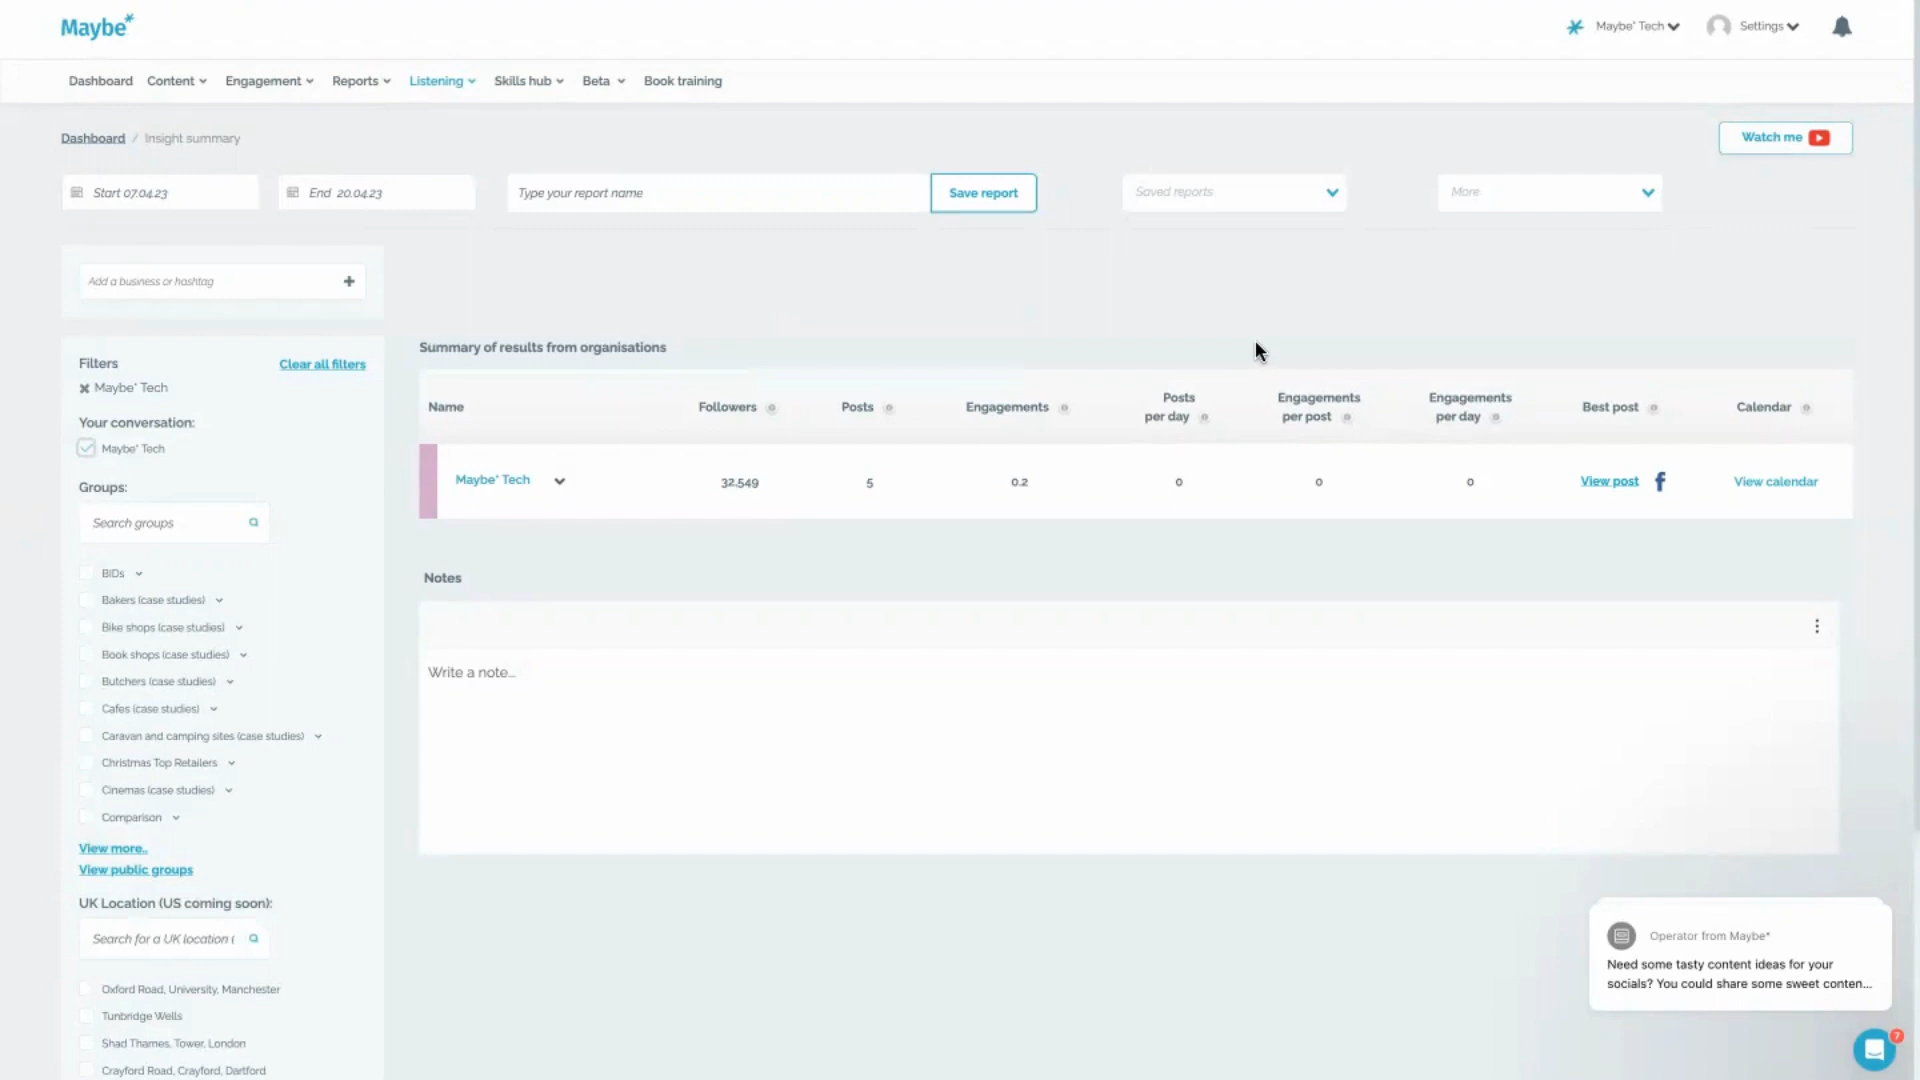 Maybe*
Maybe* Tech
Settings
Dashboard
Content
Engagement
Reports
Listening
Skills hub
Beta
Book training
Dashboard / Insight summary
Watch me
Start 07.04.23
End 20.04.23
Type your report name
Save report
Saved reports
More
Add a business or hashtag
Filters
Clear all filters
Maybe* Tech
Your conversation:
Maybe* Tech
Groups:
Search groups
BIDs
Bakers (case studies)
Bike shops (case studies)
Book shops (case studies)
Butchers (case studies)
Cafes (case studies)
Caravan and camping sites (case studies)
Christmas Top Retailers
Cinemas (case studies)
Comparison
View more..
View public groups
UK Location (US coming soon):
Search for a UK location (
Oxford Road, University, Manchester
Tunbridge Wells
Shad Thames, Tower, London
Crayford Road, Crayford, Dartford
Summary of results from organisations
Name
Followers
Posts
Engagements
Posts
per day
Engagements
per post
Engagements
per day
Best post
Calendar
Maybe* Tech
32,549
5
0.2
0
0
0
View post
View calendar
Notes
Write a note...
Operator from Maybe*
Need some tasty content ideas for your
socials? You could share some sweet conten...
7